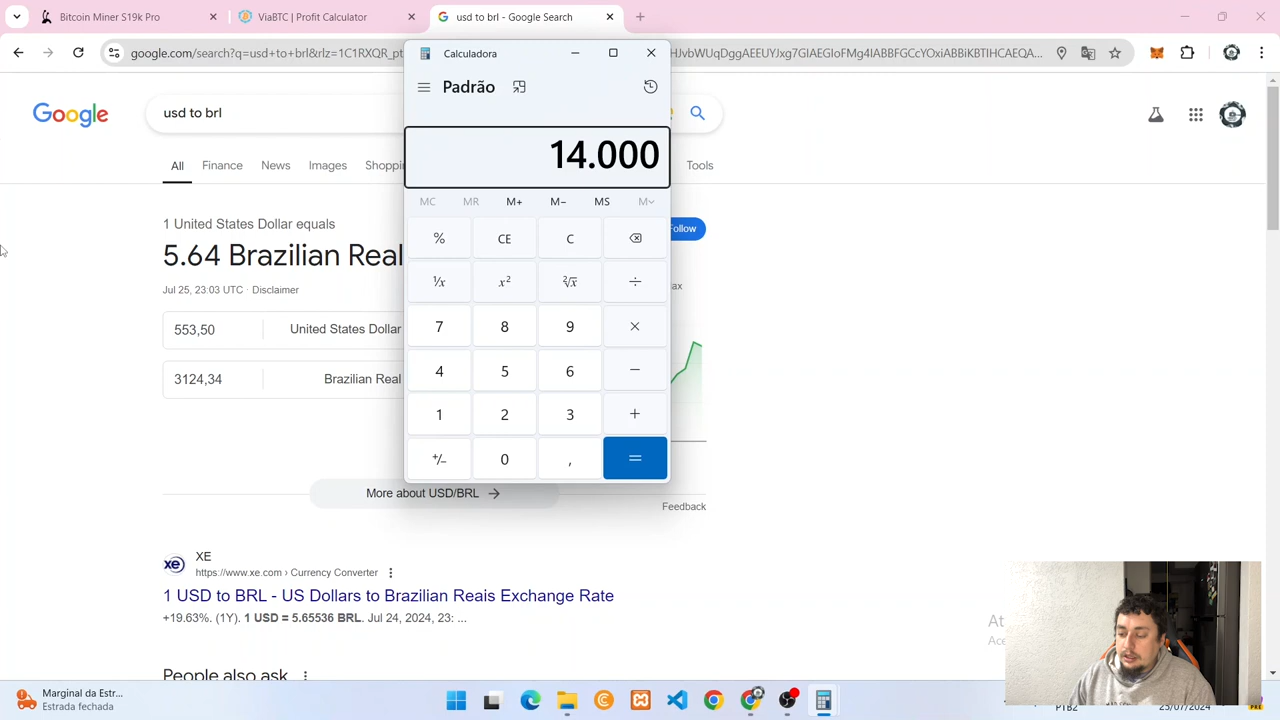 Bitcoin Miner S19k Pro
ViaBTC | Profit Calculator
usd to brl - Google Search
google.com/search?q=usd+to+brl&rlz=1C1RXQR_pt
HJvbWUqDggAEEUYJxg7GIAEGIoFMg4IABBFGCcYOxiABBiKBTIHCAEQA...
Calculadora
Padrão
Google
usd to brl
14.000
All
Finance
News
Images
Shoppi
Tools
MC
MR
M+
M−
MS
M
1 United States Dollar equals
5.64 Brazilian Real
Jul 25, 23:03 UTC · Disclaimer
553,50
United States Dollar
3124,34
Brazilian Real
Follow
ax
%
CE
C
⅟x
x²
²√x
÷
7
8
9
×
4
5
6
−
1
2
3
+
+/−
0
,
=
More about USD/BRL
Feedback
XE
https://www.xe.com › Currency Converter
1 USD to BRL - US Dollars to Brazilian Reais Exchange Rate
+19.63%. (1Y). 1 USD = 5.65536 BRL. Jul 24, 2024, 23: ...
People also ask
Marginal da Estr...
Estrada fechada
PTB2
25/07/2024